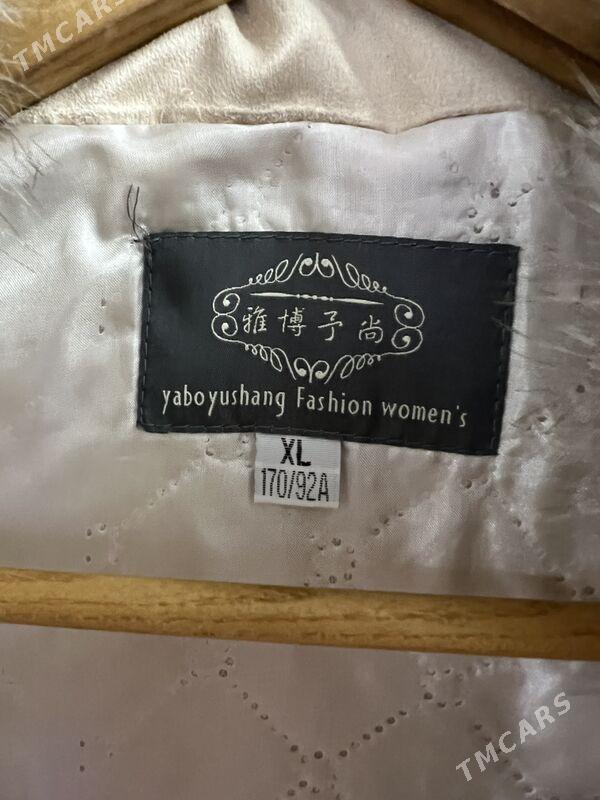 TMCARS
雅博予尚
yaboyushang Fashion women's
XL
170/92A
TMCARS